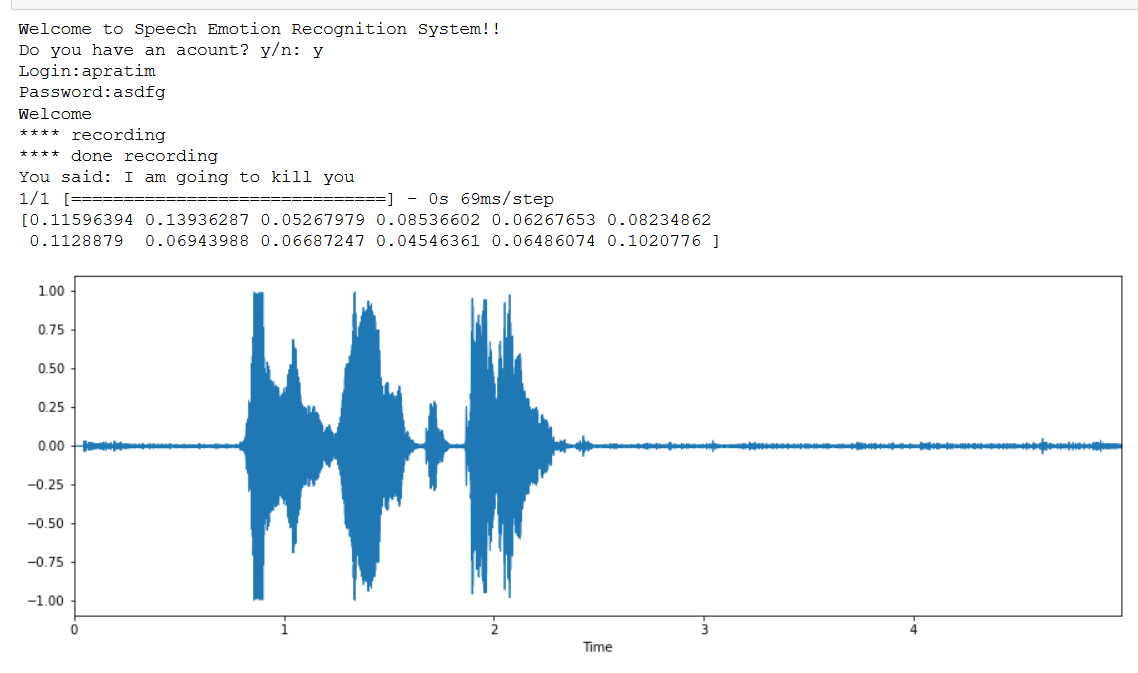 Welcome to Speech Emotion Recognition System!!
Do you have an acount? y/n: y
Login:apratim
Password:asdfg
Welcome
**** recording
**** done recording
You said: I am going to kill you
1/1 [==============================] - 0s 69ms/step
[0.11596394 0.13936287 0.05267979 0.08536602 0.06267653 0.08234862
0.1128879  0.06943988 0.06687247 0.04546361 0.06486074 0.1020776 ]
1.00
0.75
0.50
0.25
0.00
−0.25
−0.50
−0.75
−1.00
0 1 2 3 4
Time